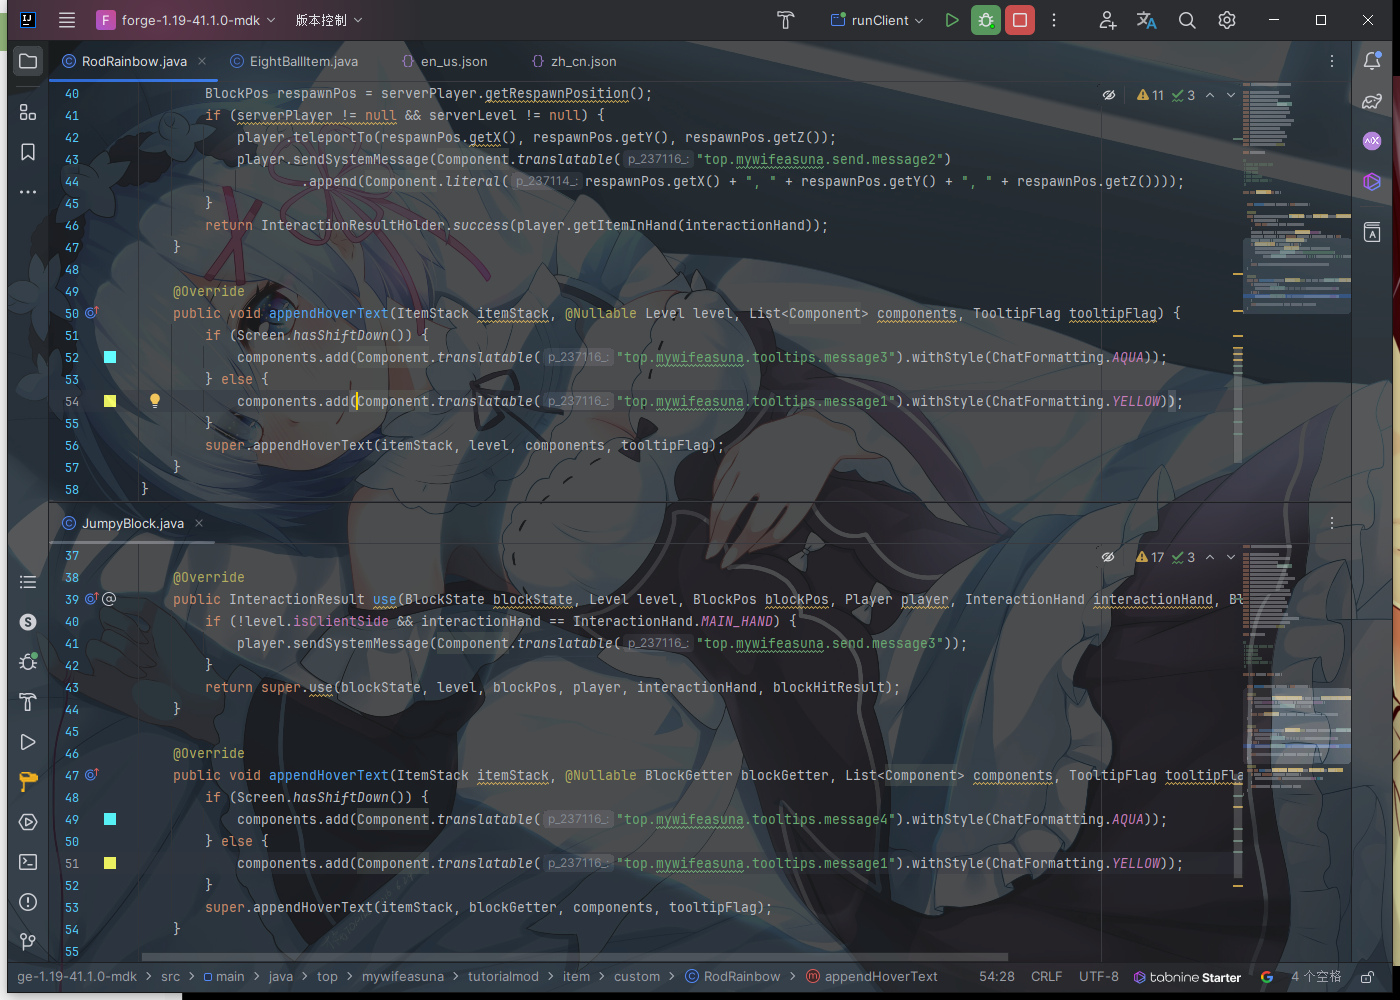 forge-1.19-41.1.0-mdk 版本控制 runClient
RodRainbow.java EightBallItem.java {} en_us.json {} zh_cn.json
11 3
40 BlockPos respawnPos = serverPlayer.getRespawnPosition();
41 if (serverPlayer != null && serverLevel != null) {
42 player.teleportTo(respawnPos.getX(), respawnPos.getY(), respawnPos.getZ());
43 player.sendSystemMessage(Component.translatable( p_237116_: "top.mywifeasuna.send.message2")
44 .append(Component.literal( p_237114_: respawnPos.getX() + ", " + respawnPos.getY() + ", " + respawnPos.getZ())));
45 }
46 return InteractionResultHolder.success(player.getItemInHand(interactionHand));
47 }
48
49 @Override
50 public void appendHoverText(ItemStack itemStack, @Nullable Level level, List<Component> components, TooltipFlag tooltipFlag) {
51 if (Screen.hasShiftDown()) {
52 components.add(Component.translatable( p_237116_: "top.mywifeasuna.tooltips.message3").withStyle(ChatFormatting.AQUA));
53 } else {
54 components.add(Component.translatable( p_237116_: "top.mywifeasuna.tooltips.message1").withStyle(ChatFormatting.YELLOW));
55 }
56 super.appendHoverText(itemStack, level, components, tooltipFlag);
57 }
58 }
JumpyBlock.java
17 3
37
38 @Override
39 public InteractionResult use(BlockState blockState, Level level, BlockPos blockPos, Player player, InteractionHand interactionHand, Bl
40 if (!level.isClientSide && interactionHand == InteractionHand.MAIN_HAND) {
41 player.sendSystemMessage(Component.translatable( p_237116_: "top.mywifeasuna.send.message3"));
42 }
43 return super.use(blockState, level, blockPos, player, interactionHand, blockHitResult);
44 }
45
46 @Override
47 public void appendHoverText(ItemStack itemStack, @Nullable BlockGetter blockGetter, List<Component> components, TooltipFlag tooltipFla
48 if (Screen.hasShiftDown()) {
49 components.add(Component.translatable( p_237116_: "top.mywifeasuna.tooltips.message4").withStyle(ChatFormatting.AQUA));
50 } else {
51 components.add(Component.translatable( p_237116_: "top.mywifeasuna.tooltips.message1").withStyle(ChatFormatting.YELLOW));
52 }
53 super.appendHoverText(itemStack, blockGetter, components, tooltipFlag);
54 }
55
ge-1.19-41.1.0-mdk > src > main > java > top > mywifeasuna > tutorialmod > item > custom > RodRainbow > appendHoverText 54:28 CRLF UTF-8 tabnine Starter 4 个空格